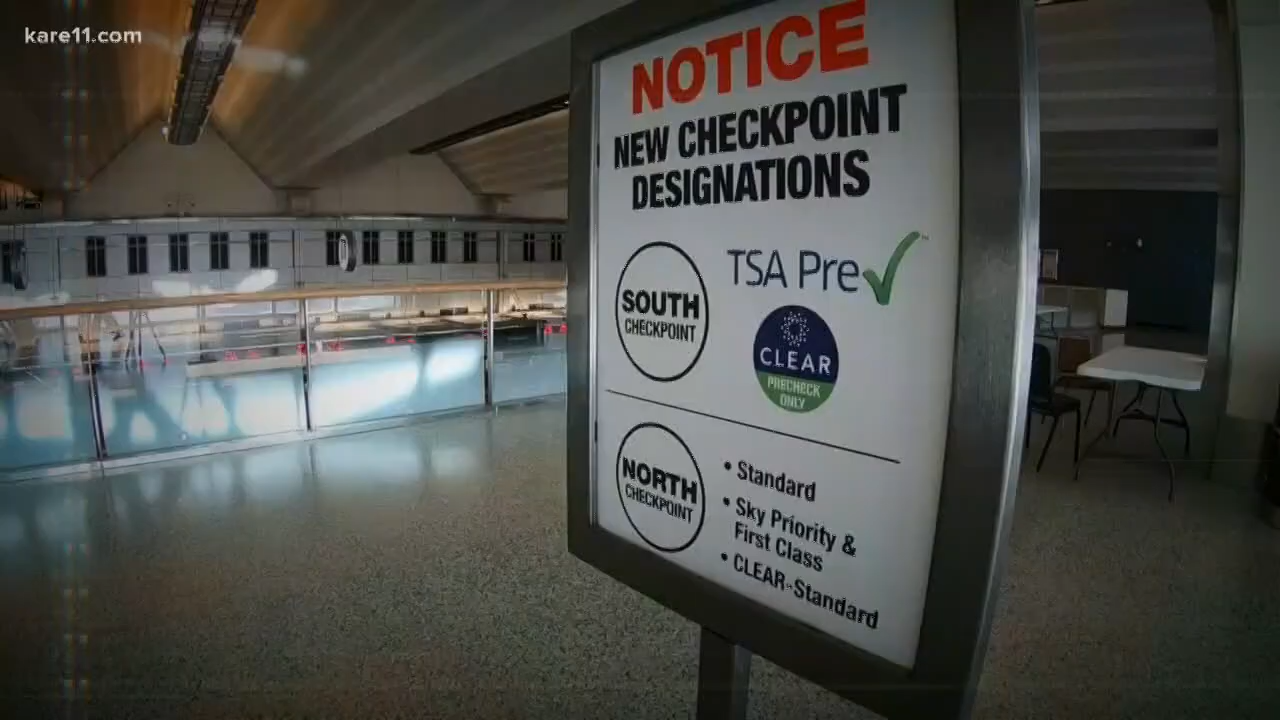 kare11.com
NOTICE
NEW CHECKPOINT
DESIGNATIONS
SOUTH
CHECKPOINT
TSA Pre✓™
CLEAR
PRECHECK
ONLY
NORTH
CHECKPOINT
• Standard
• Sky Priority &
First Class
• CLEAR-Standard